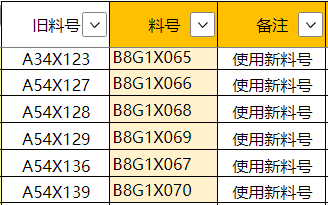 旧料号 料号 备注
A34X123 B8G1X065 使用新料号
A54X127 B8G1X066 使用新料号
A54X128 B8G1X068 使用新料号
A54X129 B8G1X069 使用新料号
A54X136 B8G1X067 使用新料号
A54X139 B8G1X070 使用新料号